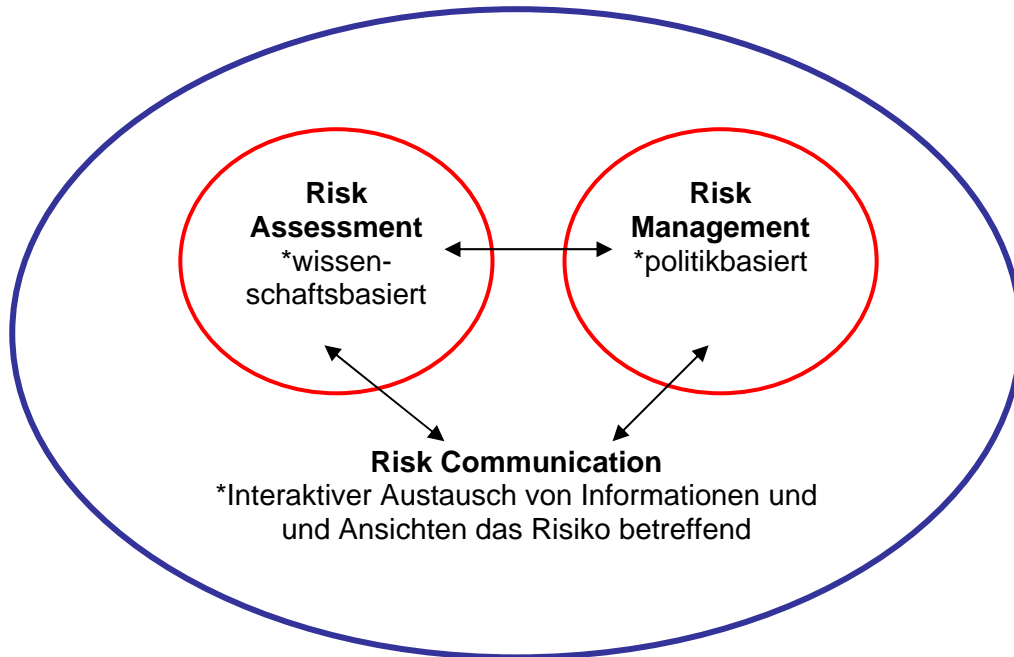 Risk
Assessment
*wissen-
schaftsbasiert
Risk
Management
*politikbasiert
Risk Communication
*Interaktiver Austausch von Informationen und
und Ansichten das Risiko betreffend